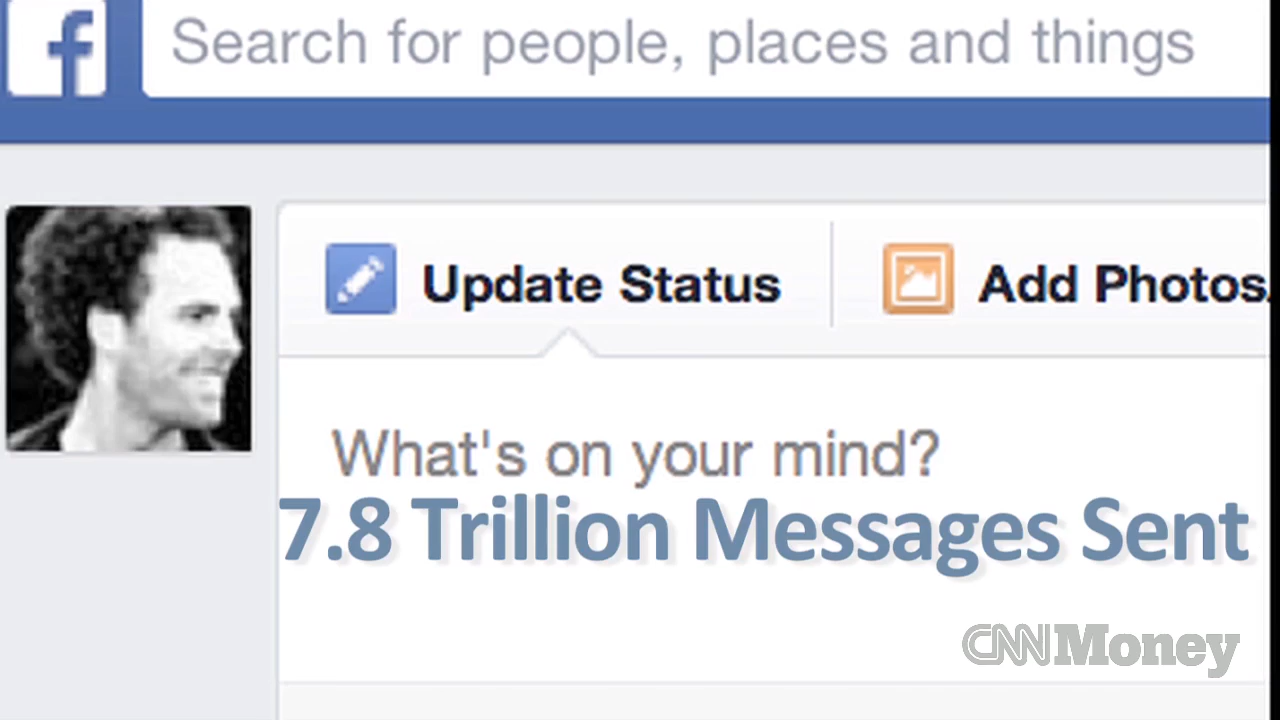 f
Search for people, places and things
Update Status
Add Photos
What's on your mind?
7.8 Trillion Messages Sent
CNNMoney